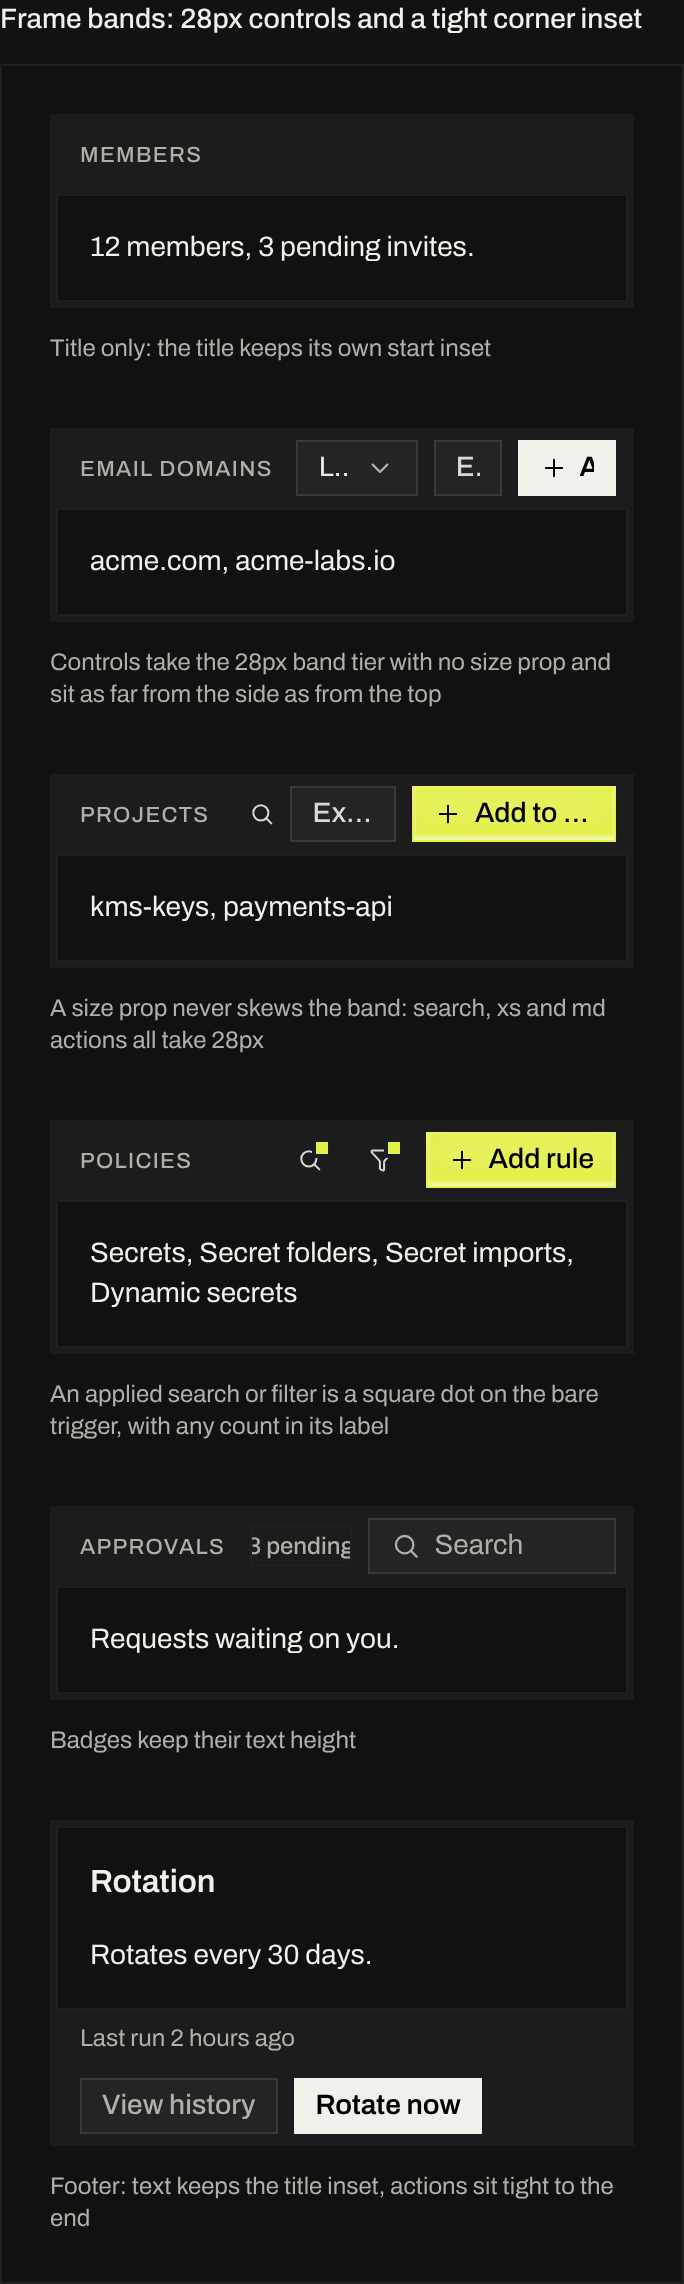 Frame bands: 28px controls and a tight corner inset
MEMBERS
12 members, 3 pending invites.
Title only: the title keeps its own start inset
EMAIL DOMAINS L.. E. + A
acme.com, acme-labs.io
Controls take the 28px band tier with no size prop and
sit as far from the side as from the top
PROJECTS Ex... + Add to ...
kms-keys, payments-api
A size prop never skews the band: search, xs and md
actions all take 28px
POLICIES + Add rule
Secrets, Secret folders, Secret imports,
Dynamic secrets
An applied search or filter is a square dot on the bare
trigger, with any count in its label
APPROVALS 3 pending Search
Requests waiting on you.
Badges keep their text height
Rotation
Rotates every 30 days.
Last run 2 hours ago
View history Rotate now
Footer: text keeps the title inset, actions sit tight to the
end